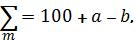 ∑ₘ = 100 + a − b.